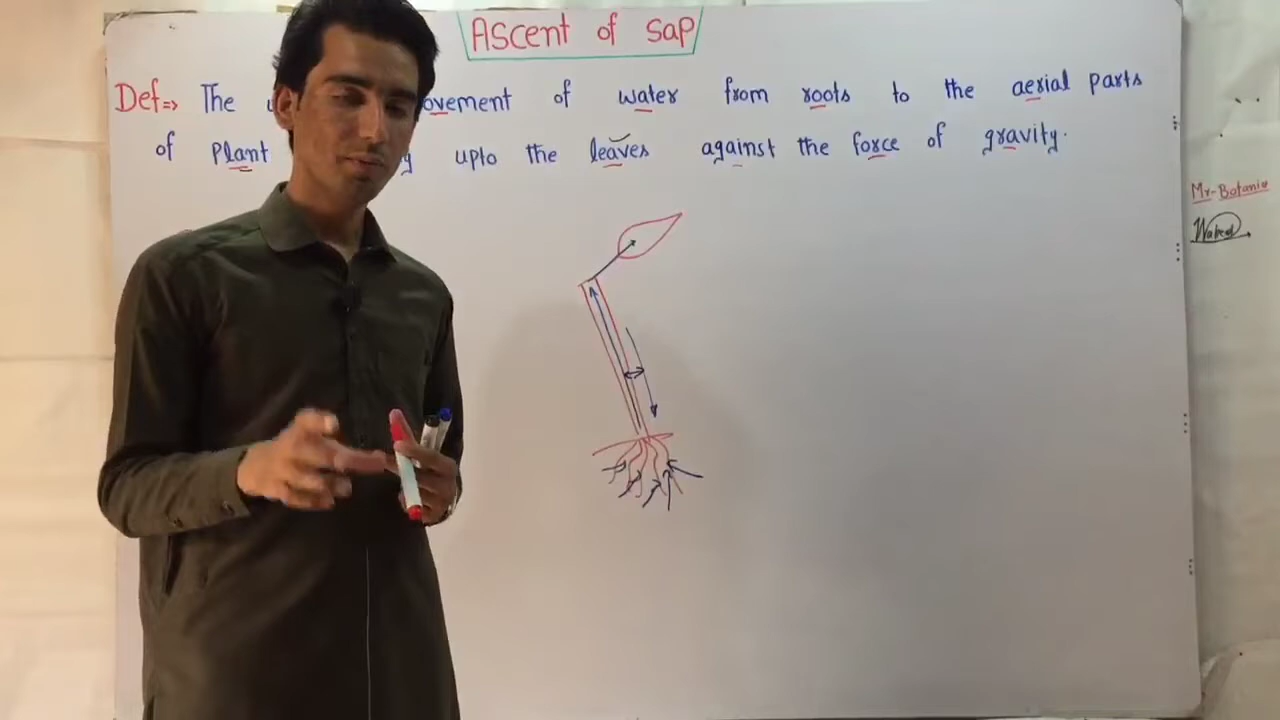 Ascent of Sap
Def=> The ovement of water from roots to the aerial parts
of Plant upto the leaves against the force of gravity.
Mr-Botanic